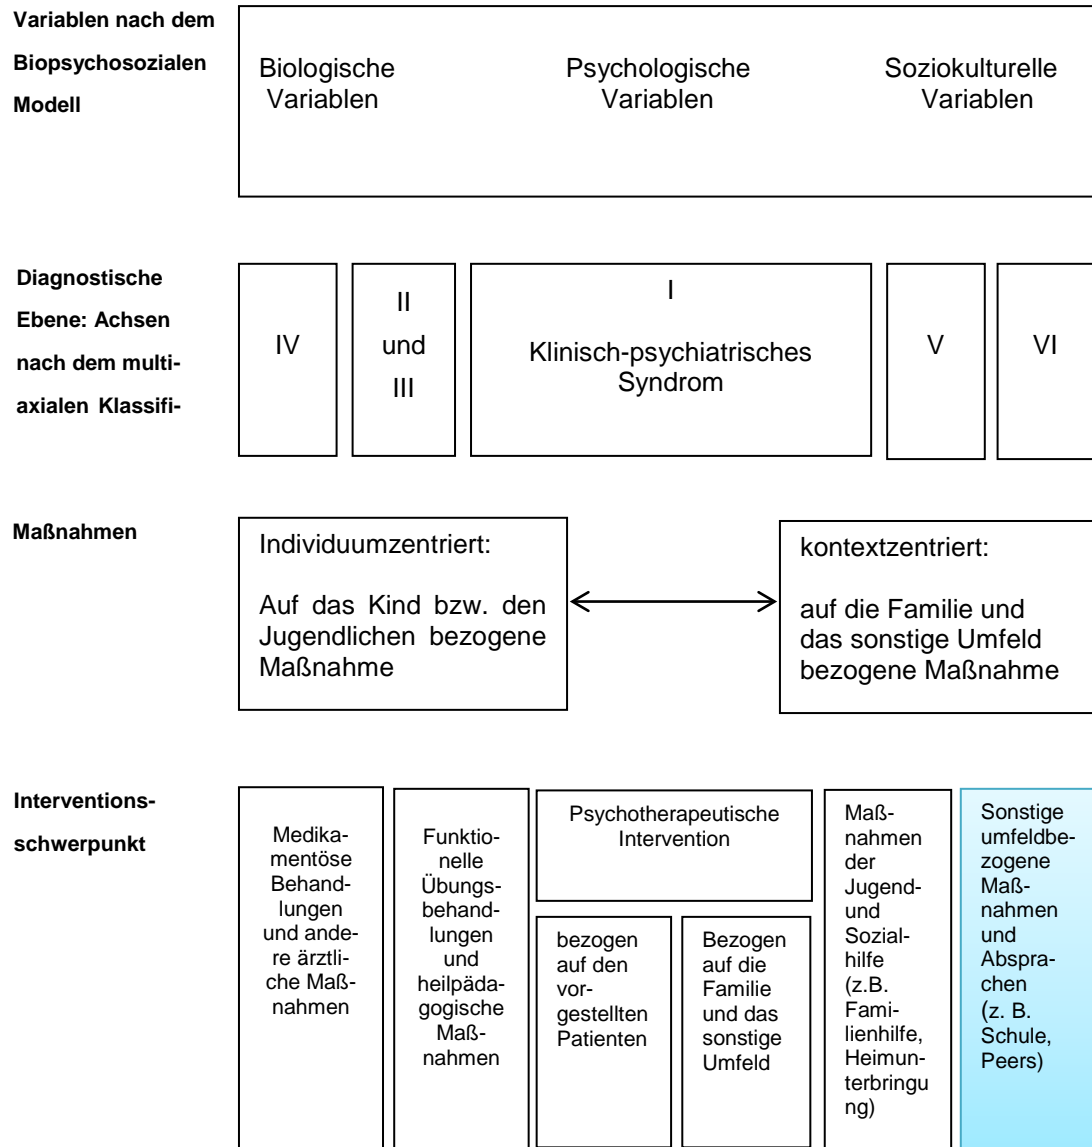 Variablen nach dem
Biopsychosozialen
Modell
Biologische
Variablen
Psychologische
Variablen
Soziokulturelle
Variablen
Diagnostische
Ebene: Achsen
nach dem multi-
axialen Klassifi-
IV
II
und
III
I
Klinisch-psychiatrisches
Syndrom
V
VI
Maßnahmen
Individuumzentriert:
Auf das Kind bzw. den
Jugendlichen bezogene
Maßnahme
kontextzentriert:
auf die Familie und
das sonstige Umfeld
bezogene Maßnahme
Interventions-
schwerpunkt
Medika-
mentöse
Behand-
lungen
und ande-
re ärztli-
che Maß-
nahmen
Funktio-
nelle
Übungs-
behand-
lungen
und
heilpäda-
gogische
Maß-
nahmen
Psychotherapeutische
Intervention
bezogen
auf den
vor-
gestellten
Patienten
Bezogen
auf die
Familie
und das
sonstige
Umfeld
Maß-
nahmen
der
Jugend-
und
Sozial-
hilfe
(z.B.
Fami-
lienhilfe,
Heimun-
terbringu
ng)
Sonstige
umfeldbe-
zogene
Maß-
nahmen
und
Abspra-
chen
(z. B.
Schule,
Peers)